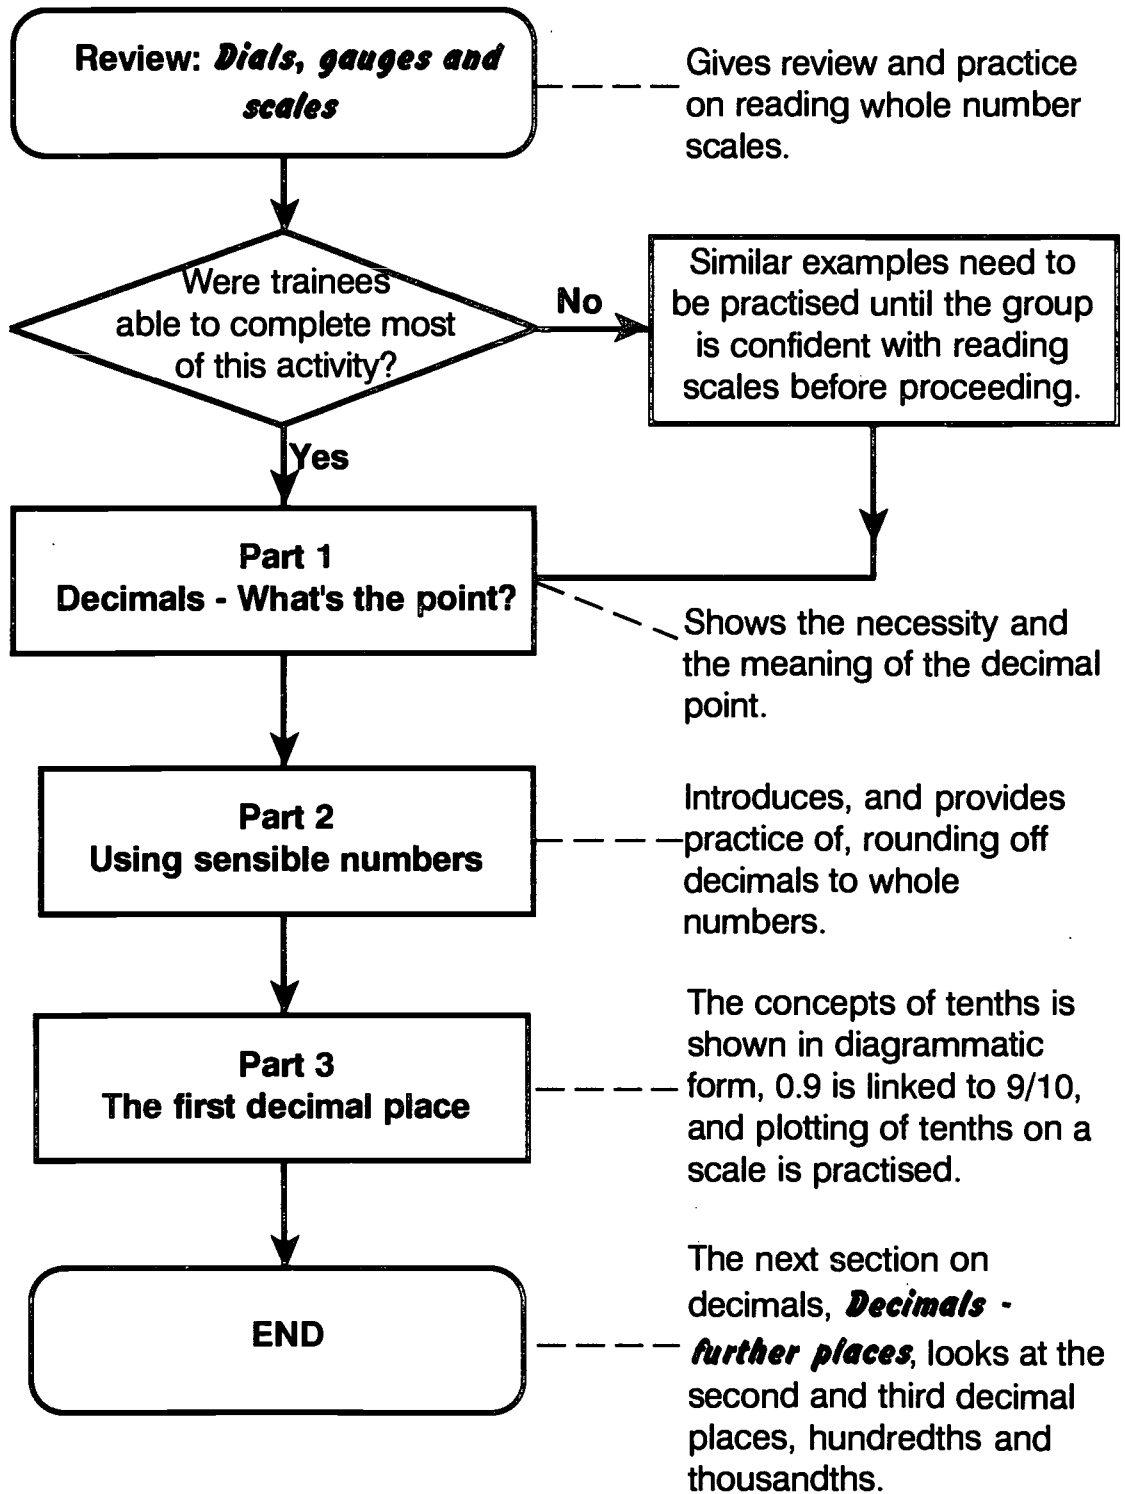 Review: Dials, gauges and
scales
Gives review and practice
on reading whole number
scales.
Were trainees
able to complete most
of this activity?
No
Similar examples need to
be practised until the group
is confident with reading
scales before proceeding.
Yes
Part 1
Decimals - What's the point?
Shows the necessity and
the meaning of the decimal
point.
Part 2
Using sensible numbers
Introduces, and provides
practice of, rounding off
decimals to whole
numbers.
Part 3
The first decimal place
The concepts of tenths is
shown in diagrammatic
form, 0.9 is linked to 9/10,
and plotting of tenths on a
scale is practised.
END
The next section on
decimals, Decimals -
further places, looks at the
second and third decimal
places, hundredths and
thousandths.